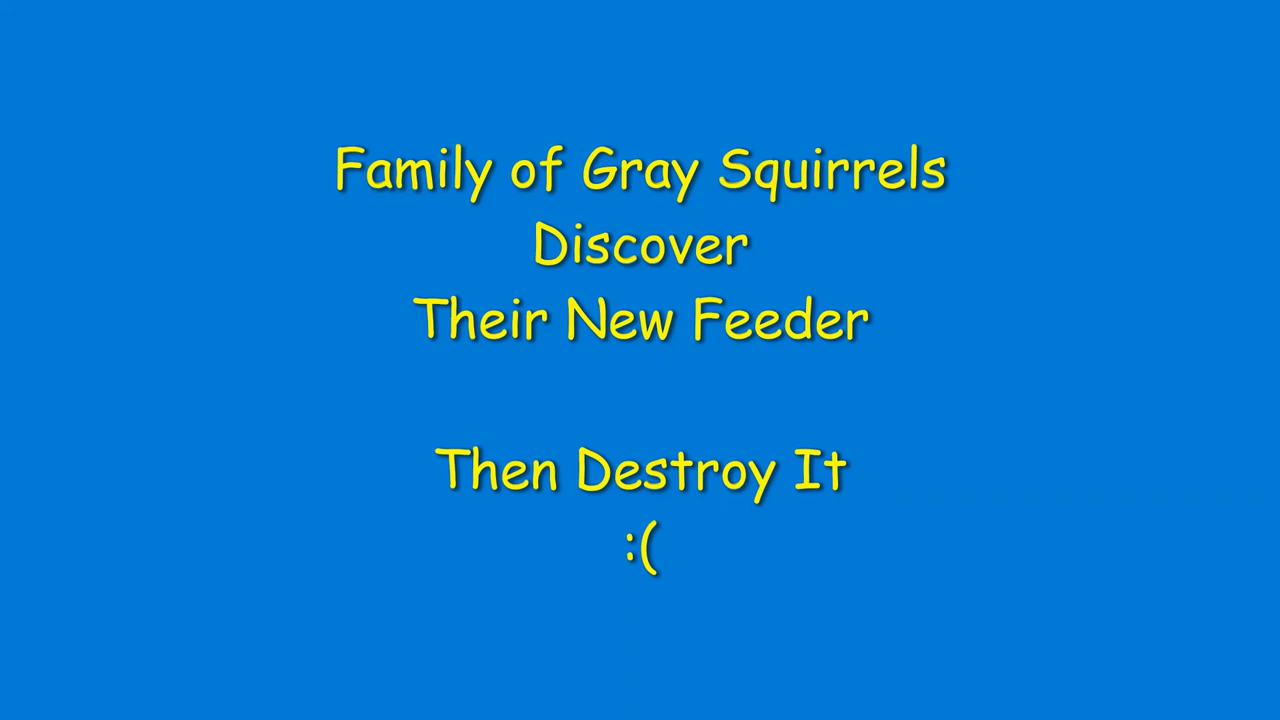 Family of Gray Squirrels
Discover
Their New Feeder
Then Destroy It
:(